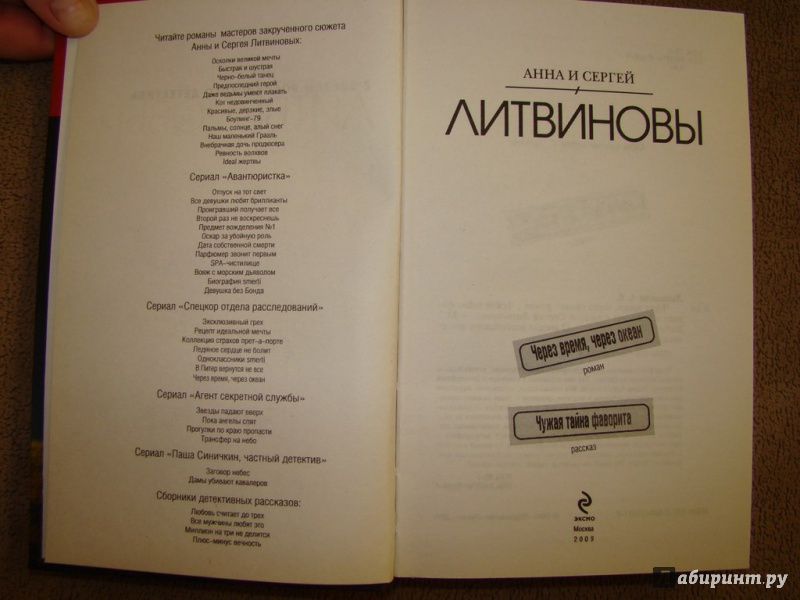 Читайте романы мастеров закрученного сюжета
Анны и Сергея Литвиновых:
Осколки великой мечты
Быстрая и шустрая
Черно-белый танец
Предпоследний герой
Даже ведьмы умеют плакать
Кот недовинченный
Красивые, дерзкие, злые
Боулинг-79
Пальмы, солнце, алый снег
Наш маленький Грааль
Внебрачная дочь продюсера
Ревность волхвов
Ideal жертвы
Сериал «Авантюристка»
Отпуск на тот свет
Все девушки любят бриллианты
Проигравший получает все
Второй раз не воскреснешь
Предмет вожделения №1
Оскар за убойную роль
Дата собственной смерти
Парфюмер звонит первым
SPA-чистилище
Вояж с морским дьяволом
Биография smerti
Девушка без Бонда
Сериал «Спецкор отдела расследований»
Эксклюзивный грех
Рецепт идеальной мечты
Коллекция страхов прет-а-порте
Ледяное сердце не болит
Одноклассники smerti
В Питер вернутся не все
Через время, через океан
Сериал «Агент секретной службы»
Звезды падают вверх
Пока ангелы спят
Прогулки по краю пропасти
Трансфер на небо
Сериал «Паша Синичкин, частный детектив»
Заговор небес
Дамы убивают кавалеров
Сборники детективных рассказов:
Любовь считает до трех
Все мужчины любят это
Миллион на три не делится
Плюс-минус вечность
АННА И СЕРГЕЙ
ЛИТВИНОВЫ
Через время, через океан
роман
Чужая тайна фаворита
рассказ
ЭКСМО
Москва
2009
абиринт.ру